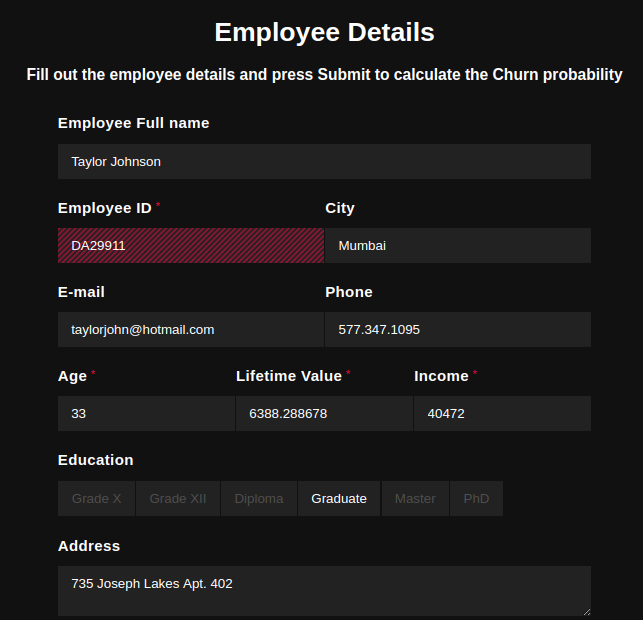 Employee Details
Fill out the employee details and press Submit to calculate the Churn probability
Employee Full name
Taylor Johnson
Employee ID * City
DA29911 Mumbai
E-mail Phone
taylorjohn@hotmail.com 577.347.1095
Age * Lifetime Value * Income *
33 6388.288678 40472
Education
Grade X Grade XII Diploma Graduate Master PhD
Address
735 Joseph Lakes Apt. 402